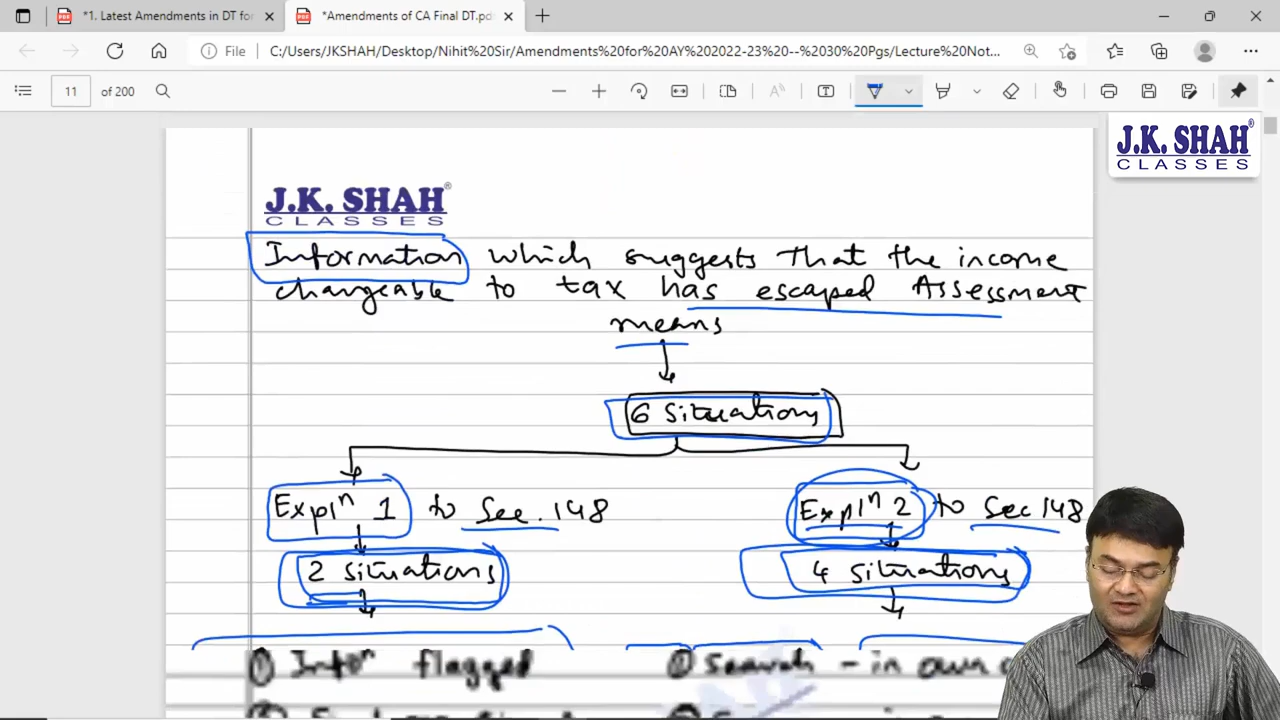 *1. Latest Amendments in DT for
*Amendments of CA Final DT.pd
File C:/Users/JKSHAH/Desktop/Nihit%20Sir/Amendments%20for%20AY%202022-23%20--%2030%20Pgs/Lecture%20Not...
11 of 200
J.K. SHAH®
CLASSES
J.K. SHAH®
CLASSES
Information which suggests that the income
chargeable to tax has escaped Assessment
means
6 Situations
Explⁿ 1 to Sec. 148 Explⁿ 2 to Sec 148
2 situations 4 situations
① Infoⁿ flagged ① Search - in own